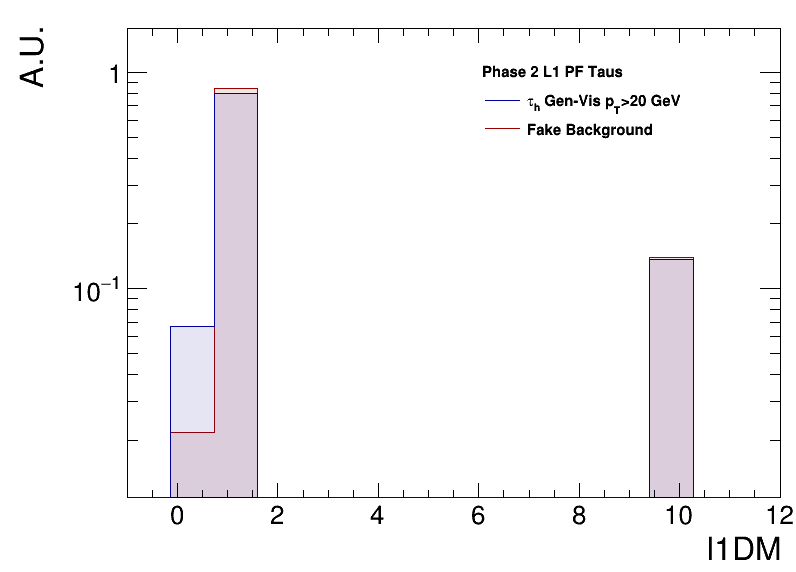 A.U.
1
10⁻¹
Phase 2 L1 PF Taus
τh Gen-Vis pT>20 GeV
Fake Background
0 2 4 6 8 10 12
l1DM